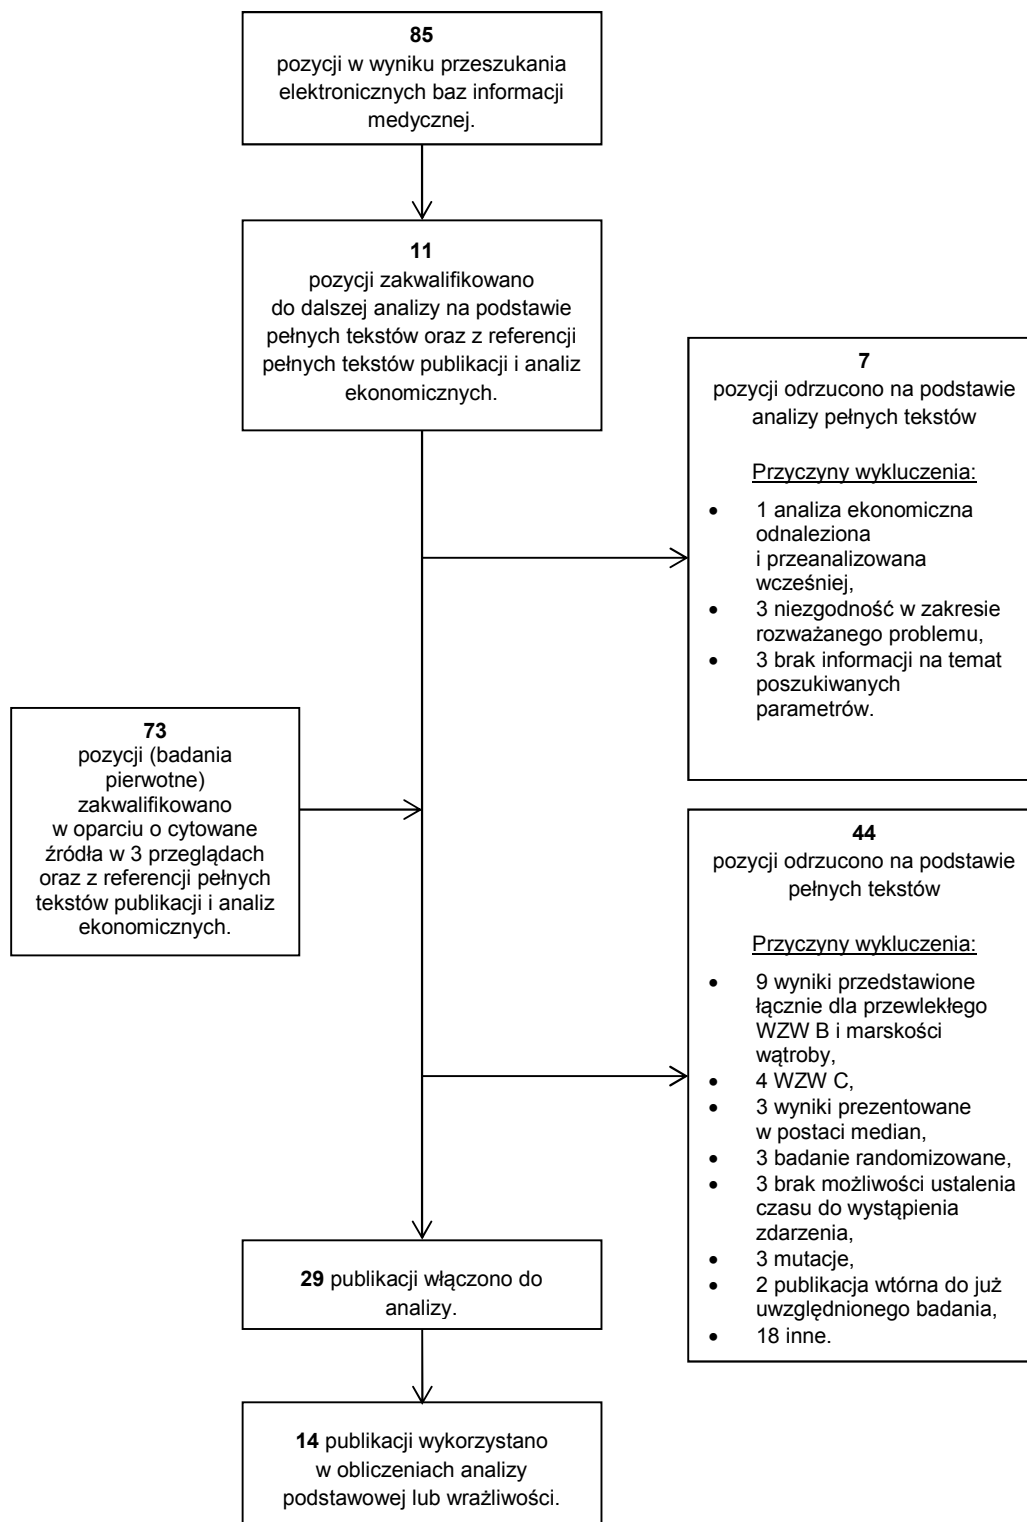 85
pozycji w wyniku przeszukania
elektronicznych baz informacji
medycznej.
11
pozycji zakwalifikowano
do dalszej analizy na podstawie
pełnych tekstów oraz z referencji
pełnych tekstów publikacji i analiz
ekonomicznych.
7
pozycji odrzucono na podstawie
analizy pełnych tekstów
Przyczyny wykluczenia:
• 1 analiza ekonomiczna
odnaleziona
i przeanalizowana
wcześniej,
• 3 niezgodność w zakresie
rozważanego problemu,
• 3 brak informacji na temat
poszukiwanych
parametrów.
73
pozycji (badania
pierwotne)
zakwalifikowano
w oparciu o cytowane
źródła w 3 przeglądach
oraz z referencji pełnych
tekstów publikacji i analiz
ekonomicznych.
44
pozycji odrzucono na podstawie
pełnych tekstów
Przyczyny wykluczenia:
• 9 wyniki przedstawione
łącznie dla przewlekłego
WZW B i marskości
wątroby,
• 4 WZW C,
• 3 wyniki prezentowane
w postaci median,
• 3 badanie randomizowane,
• 3 brak możliwości ustalenia
czasu do wystąpienia
zdarzenia,
• 3 mutacje,
• 2 publikacja wtórna do już
uwzględnionego badania,
• 18 inne.
29 publikacji włączono do
analizy.
14 publikacji wykorzystano
w obliczeniach analizy
podstawowej lub wrażliwości.